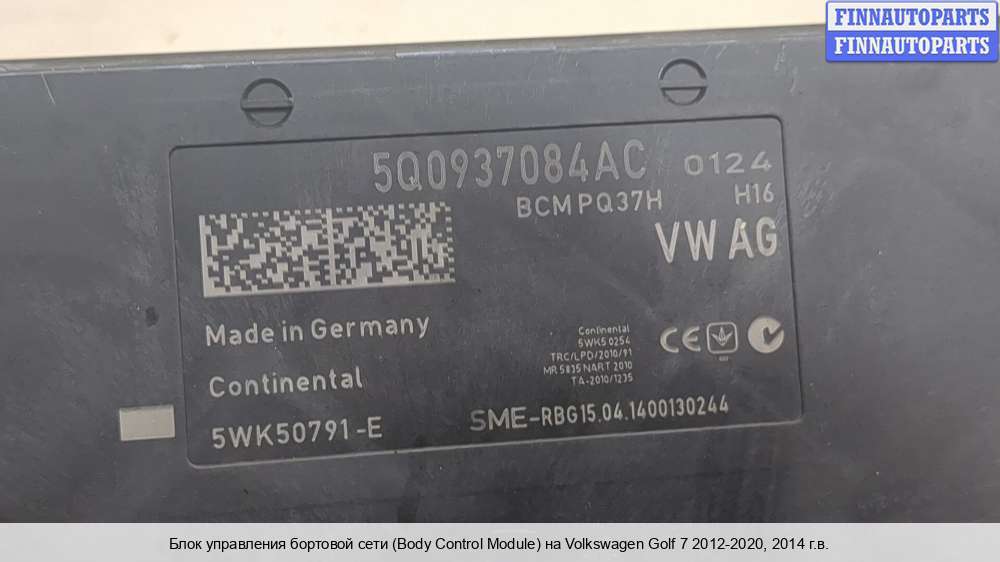 FINNAUTOPARTS
FINNAUTOPARTS
5Q0937084AC 0124
BCM PQ37H H16
VW AG
Made in Germany
Continental
5WK50791-E
Continental
5WK5 0254
TRC/LPD/2010/91
MR 5835 NART 2010
TA-2010/1235
CE
SME-RBG15.04.1400130244
Блок управления бортовой сети (Body Control Module) на Volkswagen Golf 7 2012-2020, 2014 г.в.